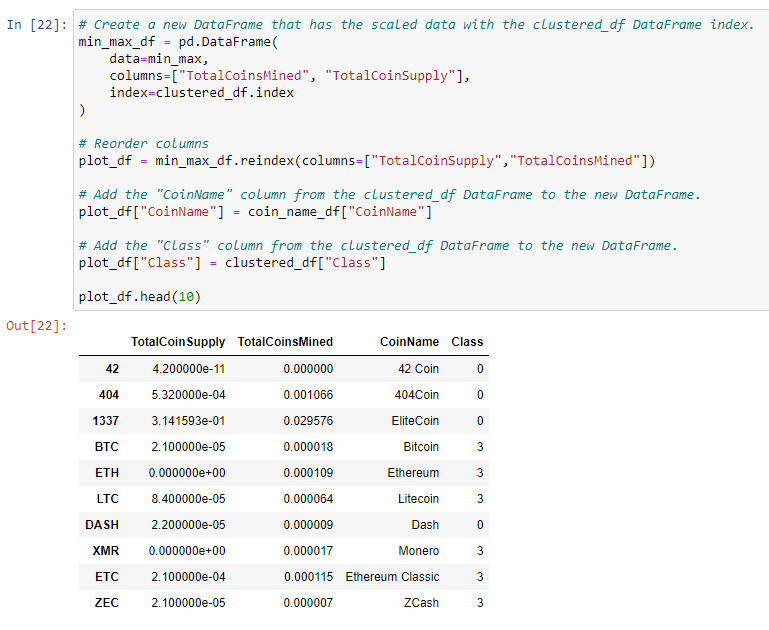 In [22]: # Create a new DataFrame that has the scaled data with the clustered_df DataFrame index.
min_max_df = pd.DataFrame(
    data=min_max,
    columns=["TotalCoinsMined", "TotalCoinSupply"],
    index=clustered_df.index
)

# Reorder columns
plot_df = min_max_df.reindex(columns=["TotalCoinSupply","TotalCoinsMined"])

# Add the "CoinName" column from the clustered_df DataFrame to the new DataFrame.
plot_df["CoinName"] = coin_name_df["CoinName"]

# Add the "Class" column from the clustered_df DataFrame to the new DataFrame.
plot_df["Class"] = clustered_df["Class"]

plot_df.head(10)
Out[22]:
TotalCoinSupply TotalCoinsMined CoinName Class
42 4.200000e-11 0.000000 42 Coin 0
404 5.320000e-04 0.001066 404Coin 0
1337 3.141593e-01 0.029576 EliteCoin 0
BTC 2.100000e-05 0.000018 Bitcoin 3
ETH 0.000000e+00 0.000109 Ethereum 3
LTC 8.400000e-05 0.000064 Litecoin 3
DASH 2.200000e-05 0.000009 Dash 0
XMR 0.000000e+00 0.000017 Monero 3
ETC 2.100000e-04 0.000115 Ethereum Classic 3
ZEC 2.100000e-05 0.000007 ZCash 3